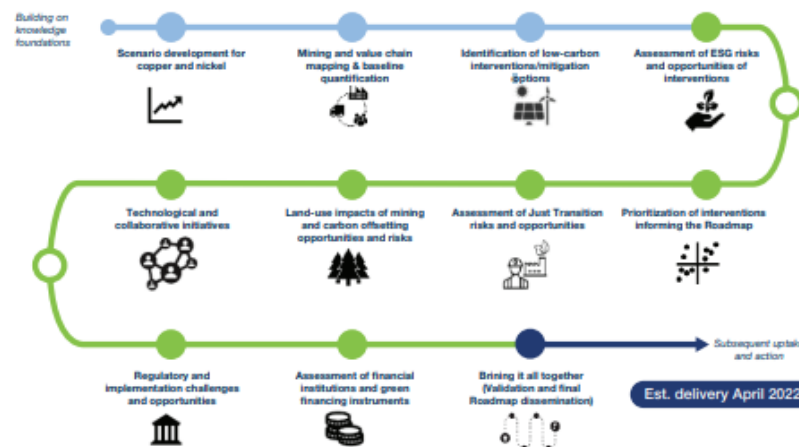 Building on
knowledge
foundations
Scenario development for
copper and nickel
Mining and value chain
mapping & baseline
quantification
Identification of low-carbon
interventions/mitigation
options
Assessment of ESG risks
and opportunities of
interventions
Technological and
collaborative initiatives
Land-use impacts of mining
and carbon offsetting
opportunities and risks
Assessment of Just Transition
risks and opportunities
Prioritization of interventions
informing the Roadmap
Regulatory and
implementation challenges
and opportunities
Assessment of financial
institutions and green
financing instruments
Brining it all together
(Validation and final
Roadmap dissemination)
Subsequent uptake
and action
Est. delivery April 2022